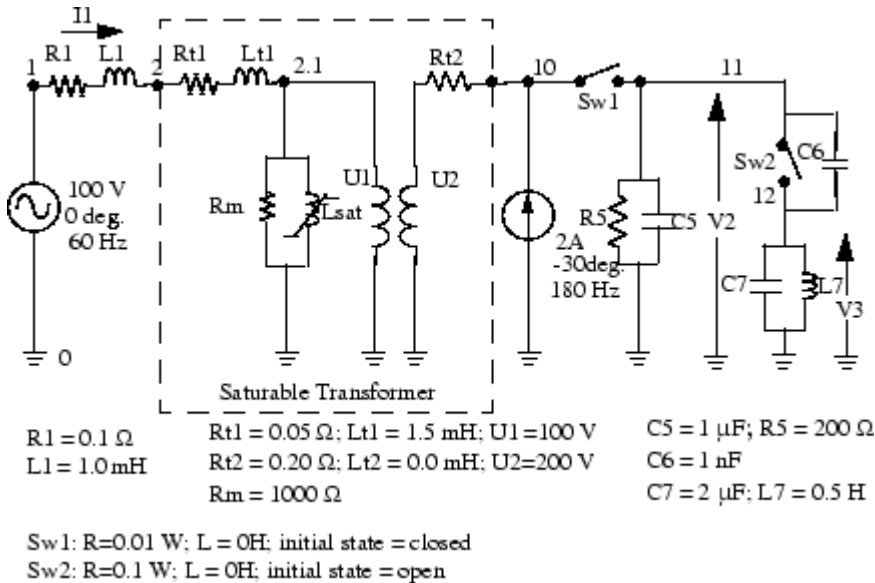 I1
R1 L1
1
2
Rt1 Lt1
2.1
Rt2
10
Sw1
11
100 V
0 deg.
60 Hz
Rm
Lsat
U1
U2
2A
-30deg.
180 Hz
R5
C5
V2
Sw2
C6
12
C7
L7
V3
0
Saturable Transformer
R1 = 0.1 Ω
L1 = 1.0 mH
Rt1 = 0.05 Ω; Lt1 = 1.5 mH; U1=100 V
Rt2 = 0.20 Ω; Lt2 = 0.0 mH; U2=200 V
Rm = 1000 Ω
C5 = 1 μF; R5 = 200 Ω
C6 = 1 nF
C7 = 2 μF; L7 = 0.5 H
Sw1: R=0.01 W; L = 0H; initial state = closed
Sw2: R=0.1 W; L = 0H; initial state = open